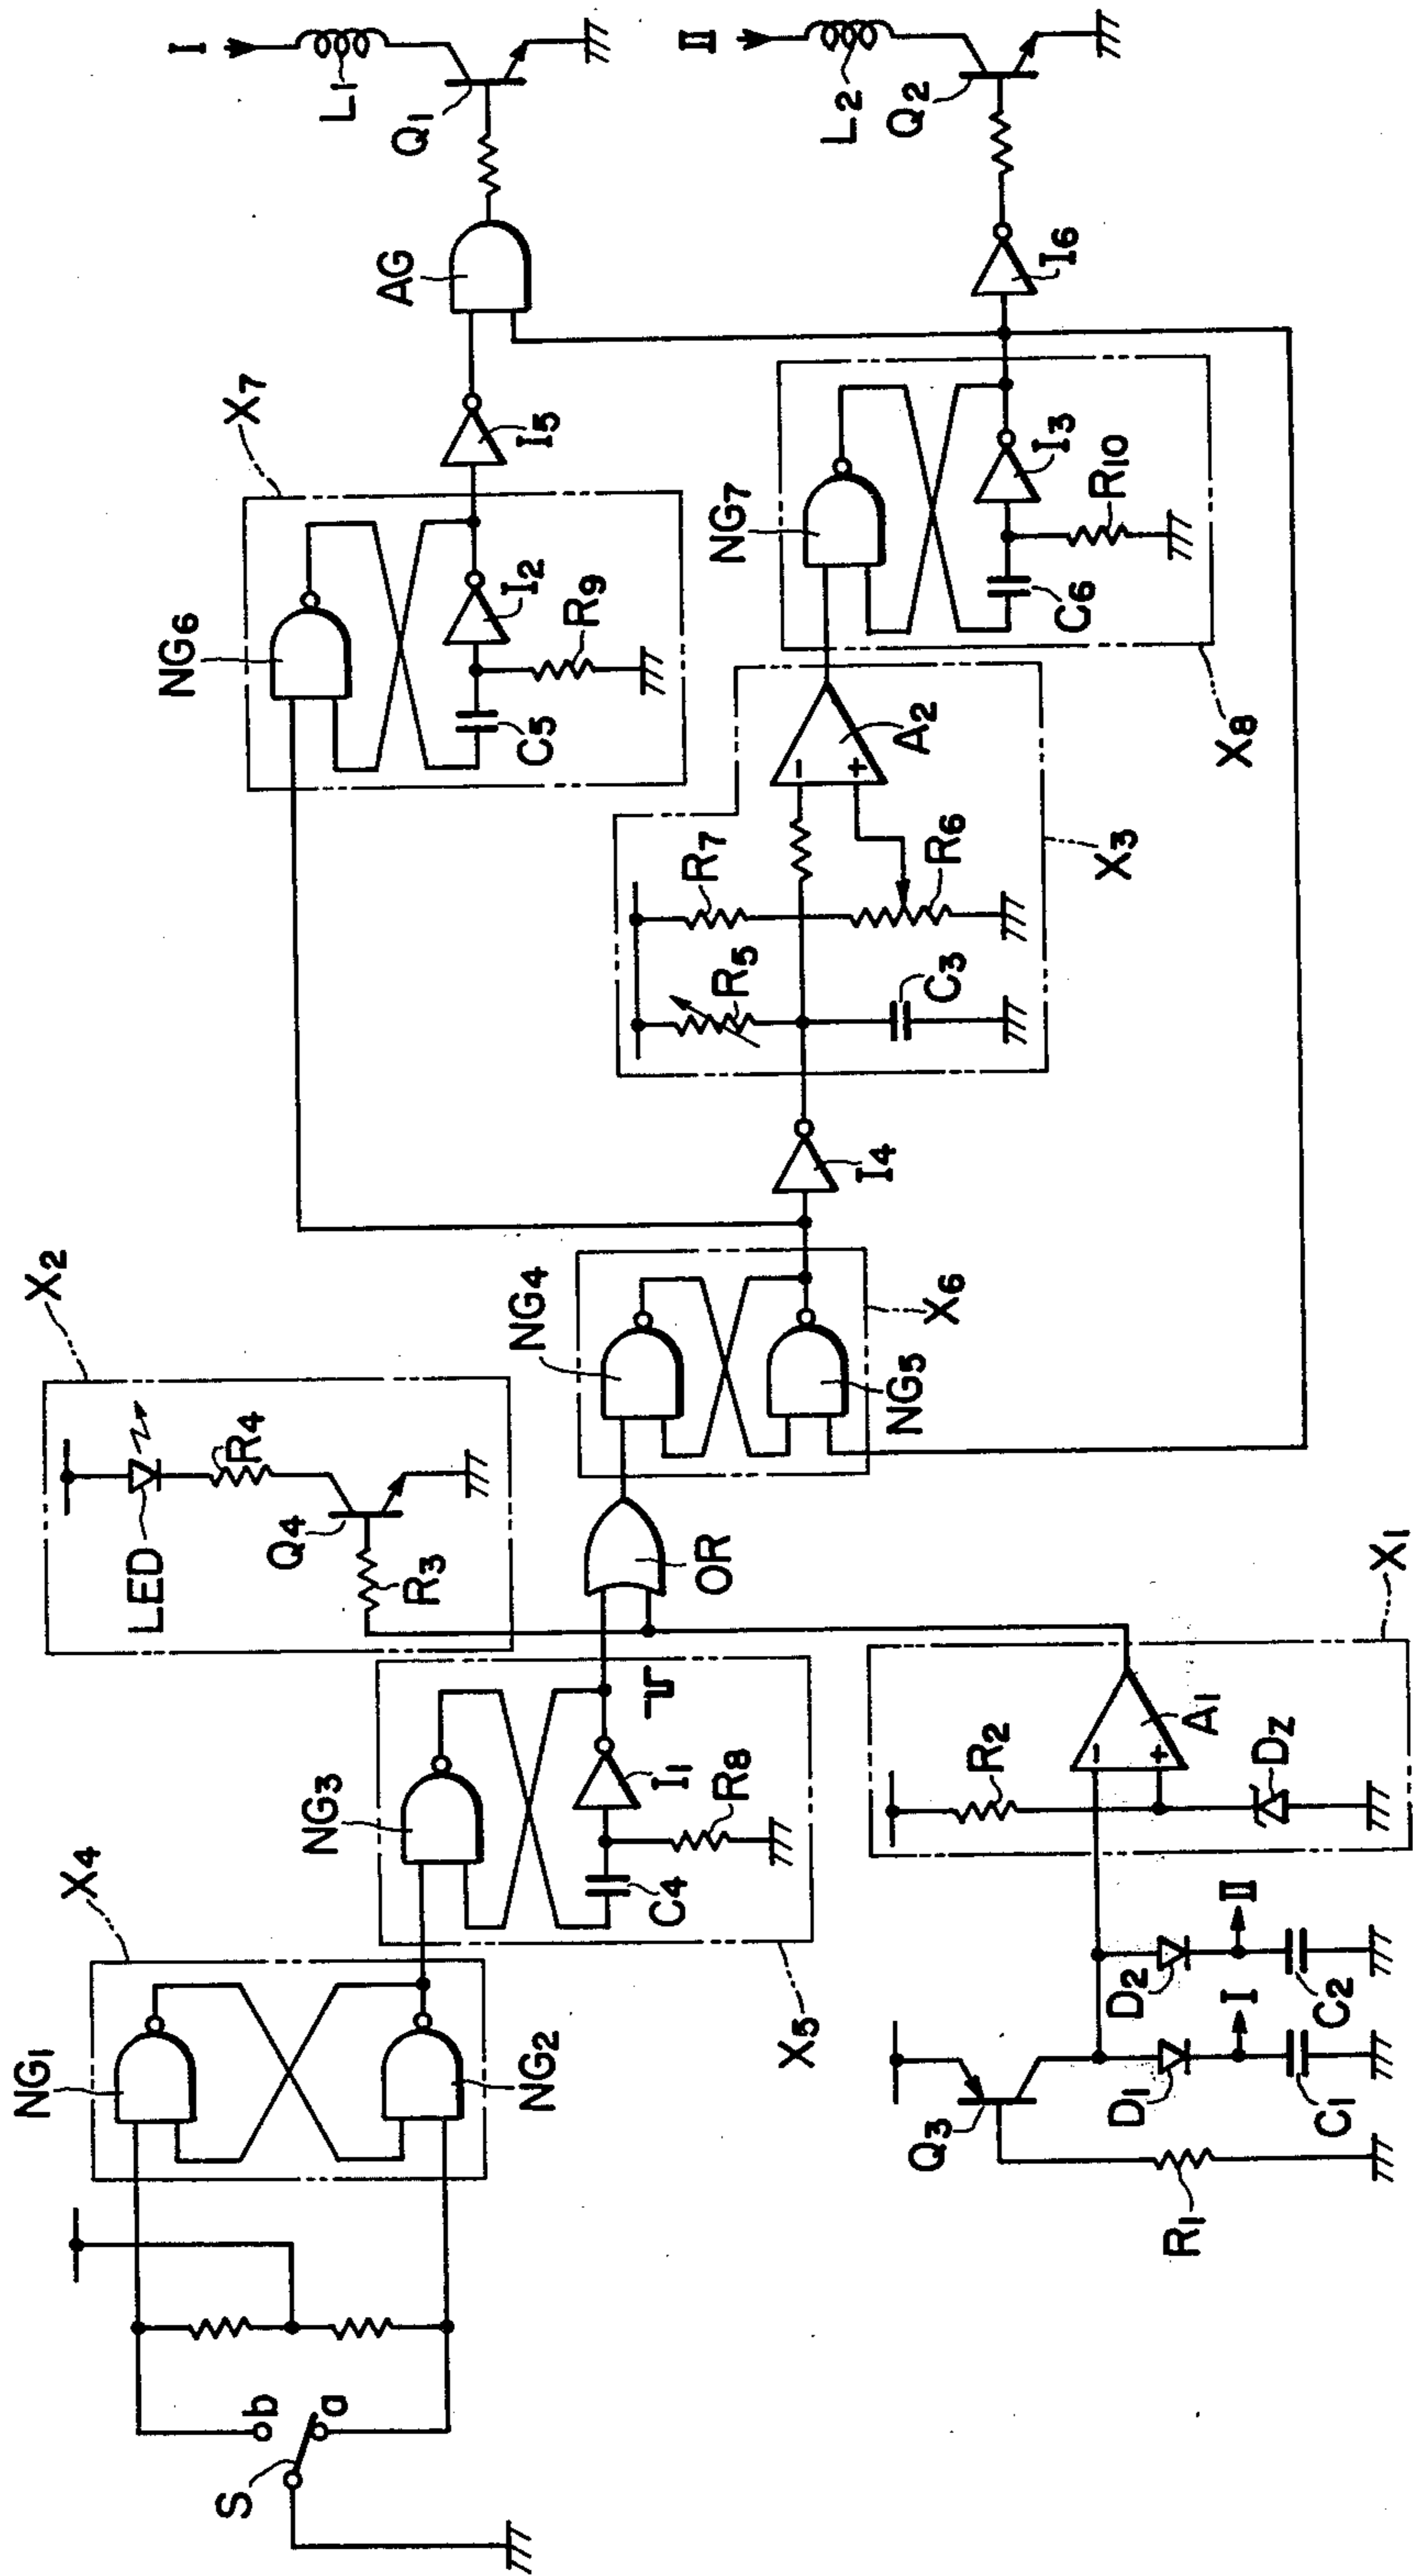 I
L1
Q1
II
L2
Q2
AG
I6
X7
I5
NG6
I2
R9
C5
NG7
I3
R10
C6
X8
A2
-
+
R7
R6
R5
C3
X3
I4
X2
LED
R4
Q4
R3
NG4
NG5
X6
OR
X1
A1
-
+
R2
DZ
NG3
I1
R8
C4
X5
X4
NG1
NG2
D2
II
C2
D1
I
C1
Q3
R1
b
a
S